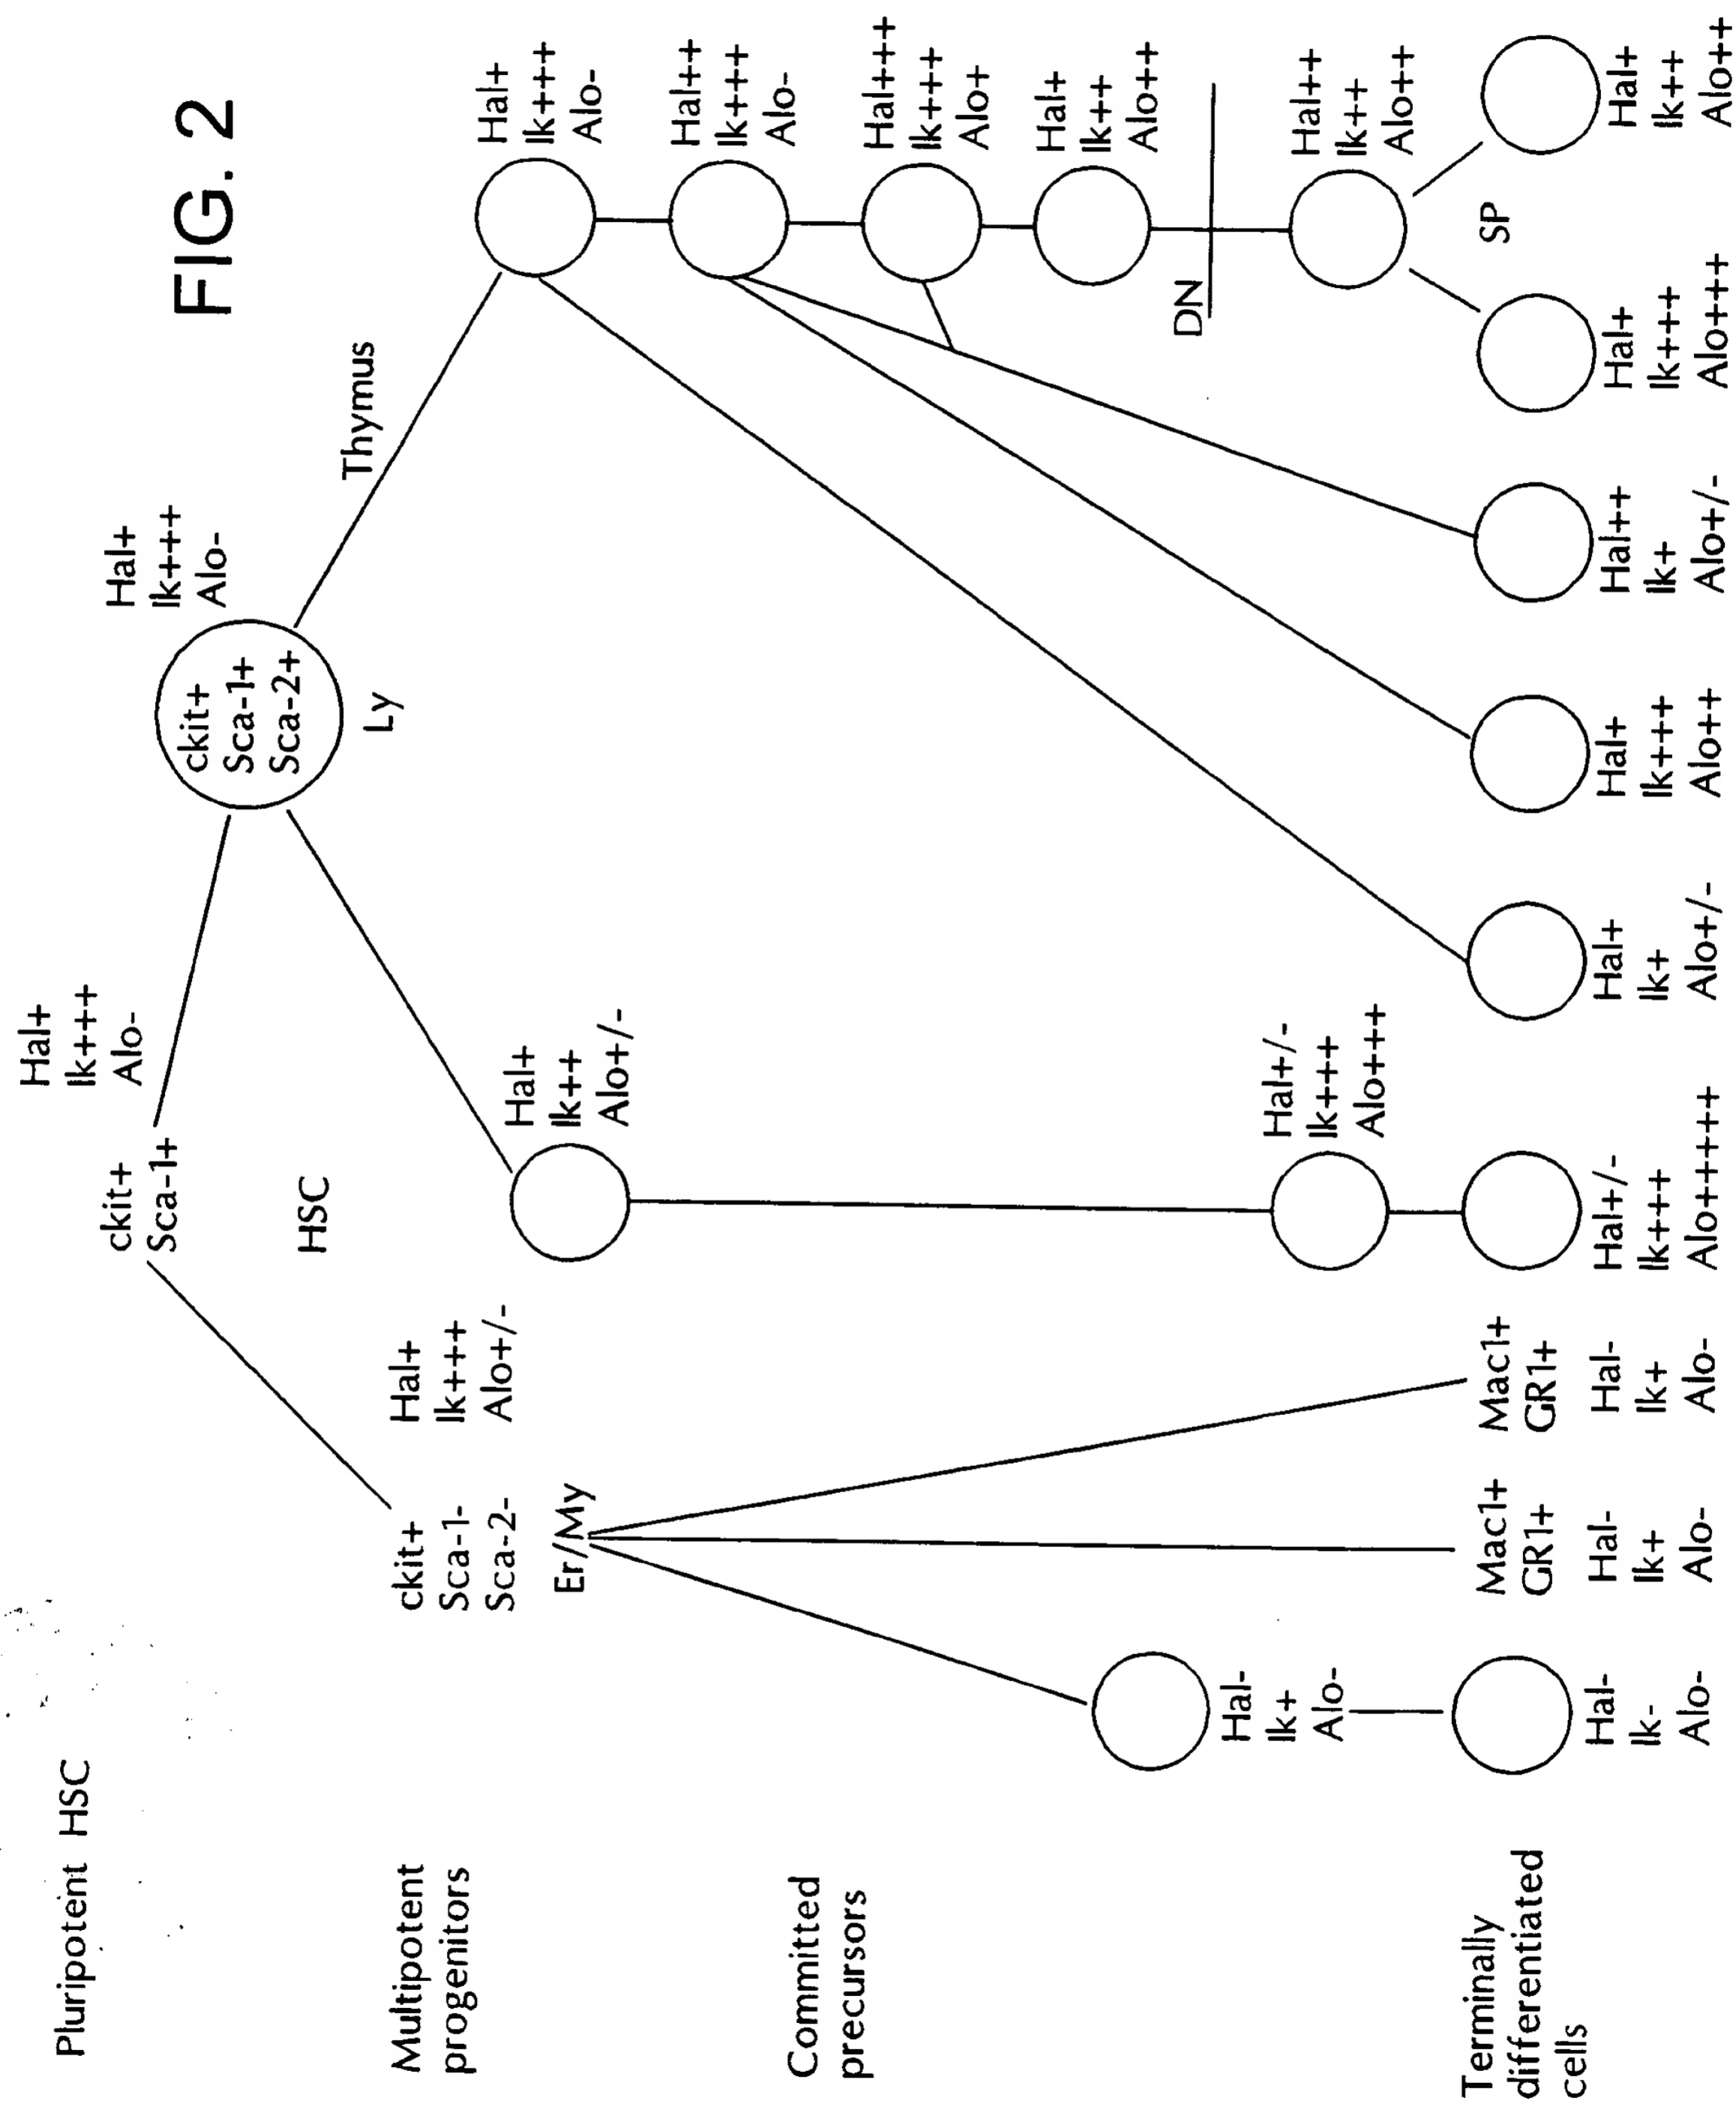 FIG. 2
Pluripotent HSC
ckit+
Sca-1+
Hal+
Ik+++
Alo-
HSC
ckit+
Sca-1+
Sca-2+
Hal+
Ik+++
Alo-
Ly
Thymus
Multipotent
progenitors
ckit+
Sca-1-
Sca-2-
Hal+
Ik+++
Alo+/-
Er/My
Hal+
Ik++
Alo+/-
Hal+
Ik+++
Alo-
Hal++
Ik+++
Alo-
Committed
precursors
Hal+++
Ik+++
Alo+
Hal+
Ik++
Alo++
DN
Hal-
Ik+
Alo-
Hal+/-
Ik+++
Alo+++
Hal++
Ik++
Alo++
SP
Terminally
differentiated
cells
Hal-
Ik-
Alo-
Mac1+
GR1+
Hal-
Ik+
Alo-
Mac1+
GR1+
Hal-
Ik+
Alo-
Hal+/-
Ik+++
Alo+++++
Hal+
Ik+
Alo+/-
Hal+
Ik+++
Alo++
Hal++
Ik+
Alo+/-
Hal+
Ik+++
Alo+++
Hal+
Ik++
Alo++